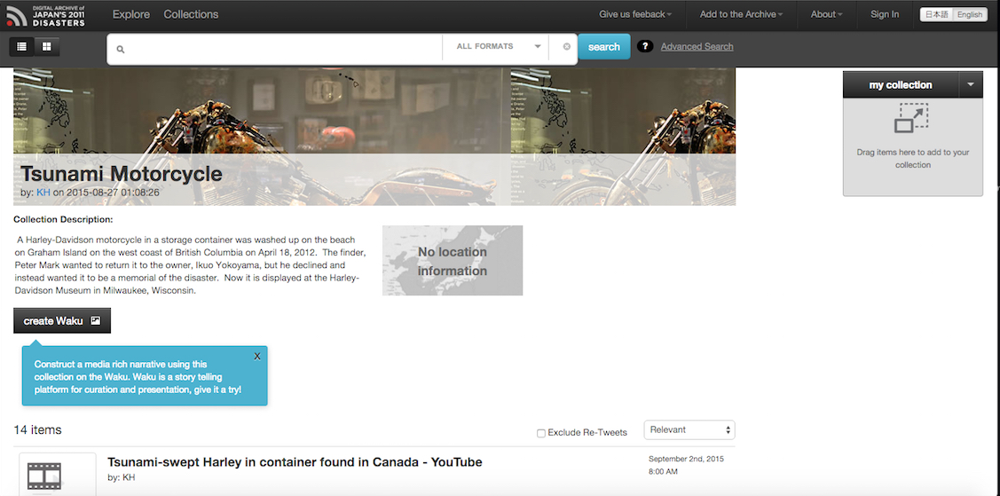 DIGITAL ARCHIVE of
JAPAN'S 2011
DISASTERS
Explore Collections
Give us feeback
Add to the Archive
About
Sign In
日本語 English
ALL FORMATS
search
?
Advanced Search
my collection
Drag items here to add to your
collection
Tsunami Motorcycle
by: KH on 2015-08-27 01:08:26
Collection Description:
A Harley-Davidson motorcycle in a storage container was washed up on the beach
on Graham Island on the west coast of British Columbia on April 18, 2012. The finder,
Peter Mark wanted to return it to the owner, Ikuo Yokoyama, but he declined and
instead wanted it to be a memorial of the disaster. Now it is displayed at the Harley-
Davidson Museum in Milwaukee, Wisconsin.
No location
information
create Waku
X
Construct a media rich narrative using this
collection on the Waku. Waku is a story telling
platform for curation and presentation, give it a try!
14 items
Exclude Re-Tweets
Relevant
Tsunami-swept Harley in container found in Canada - YouTube
by: KH
September 2nd, 2015
8:00 AM